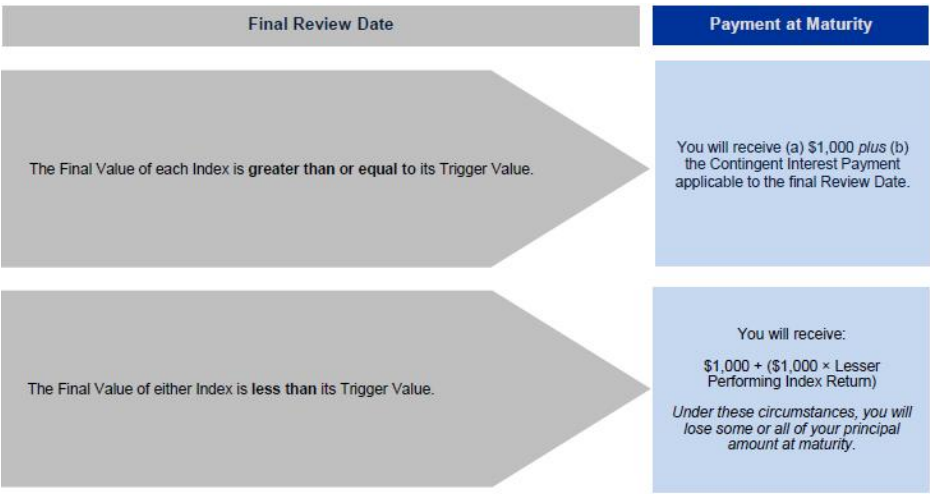 Final Review Date
Payment at Maturity
The Final Value of each Index is greater than or equal to its Trigger Value.
You will receive (a) $1,000 plus (b)
the Contingent Interest Payment
applicable to the final Review Date.
The Final Value of either Index is less than its Trigger Value.
You will receive:
$1,000 + ($1,000 × Lesser
Performing Index Return)
Under these circumstances, you will
lose some or all of your principal
amount at maturity.